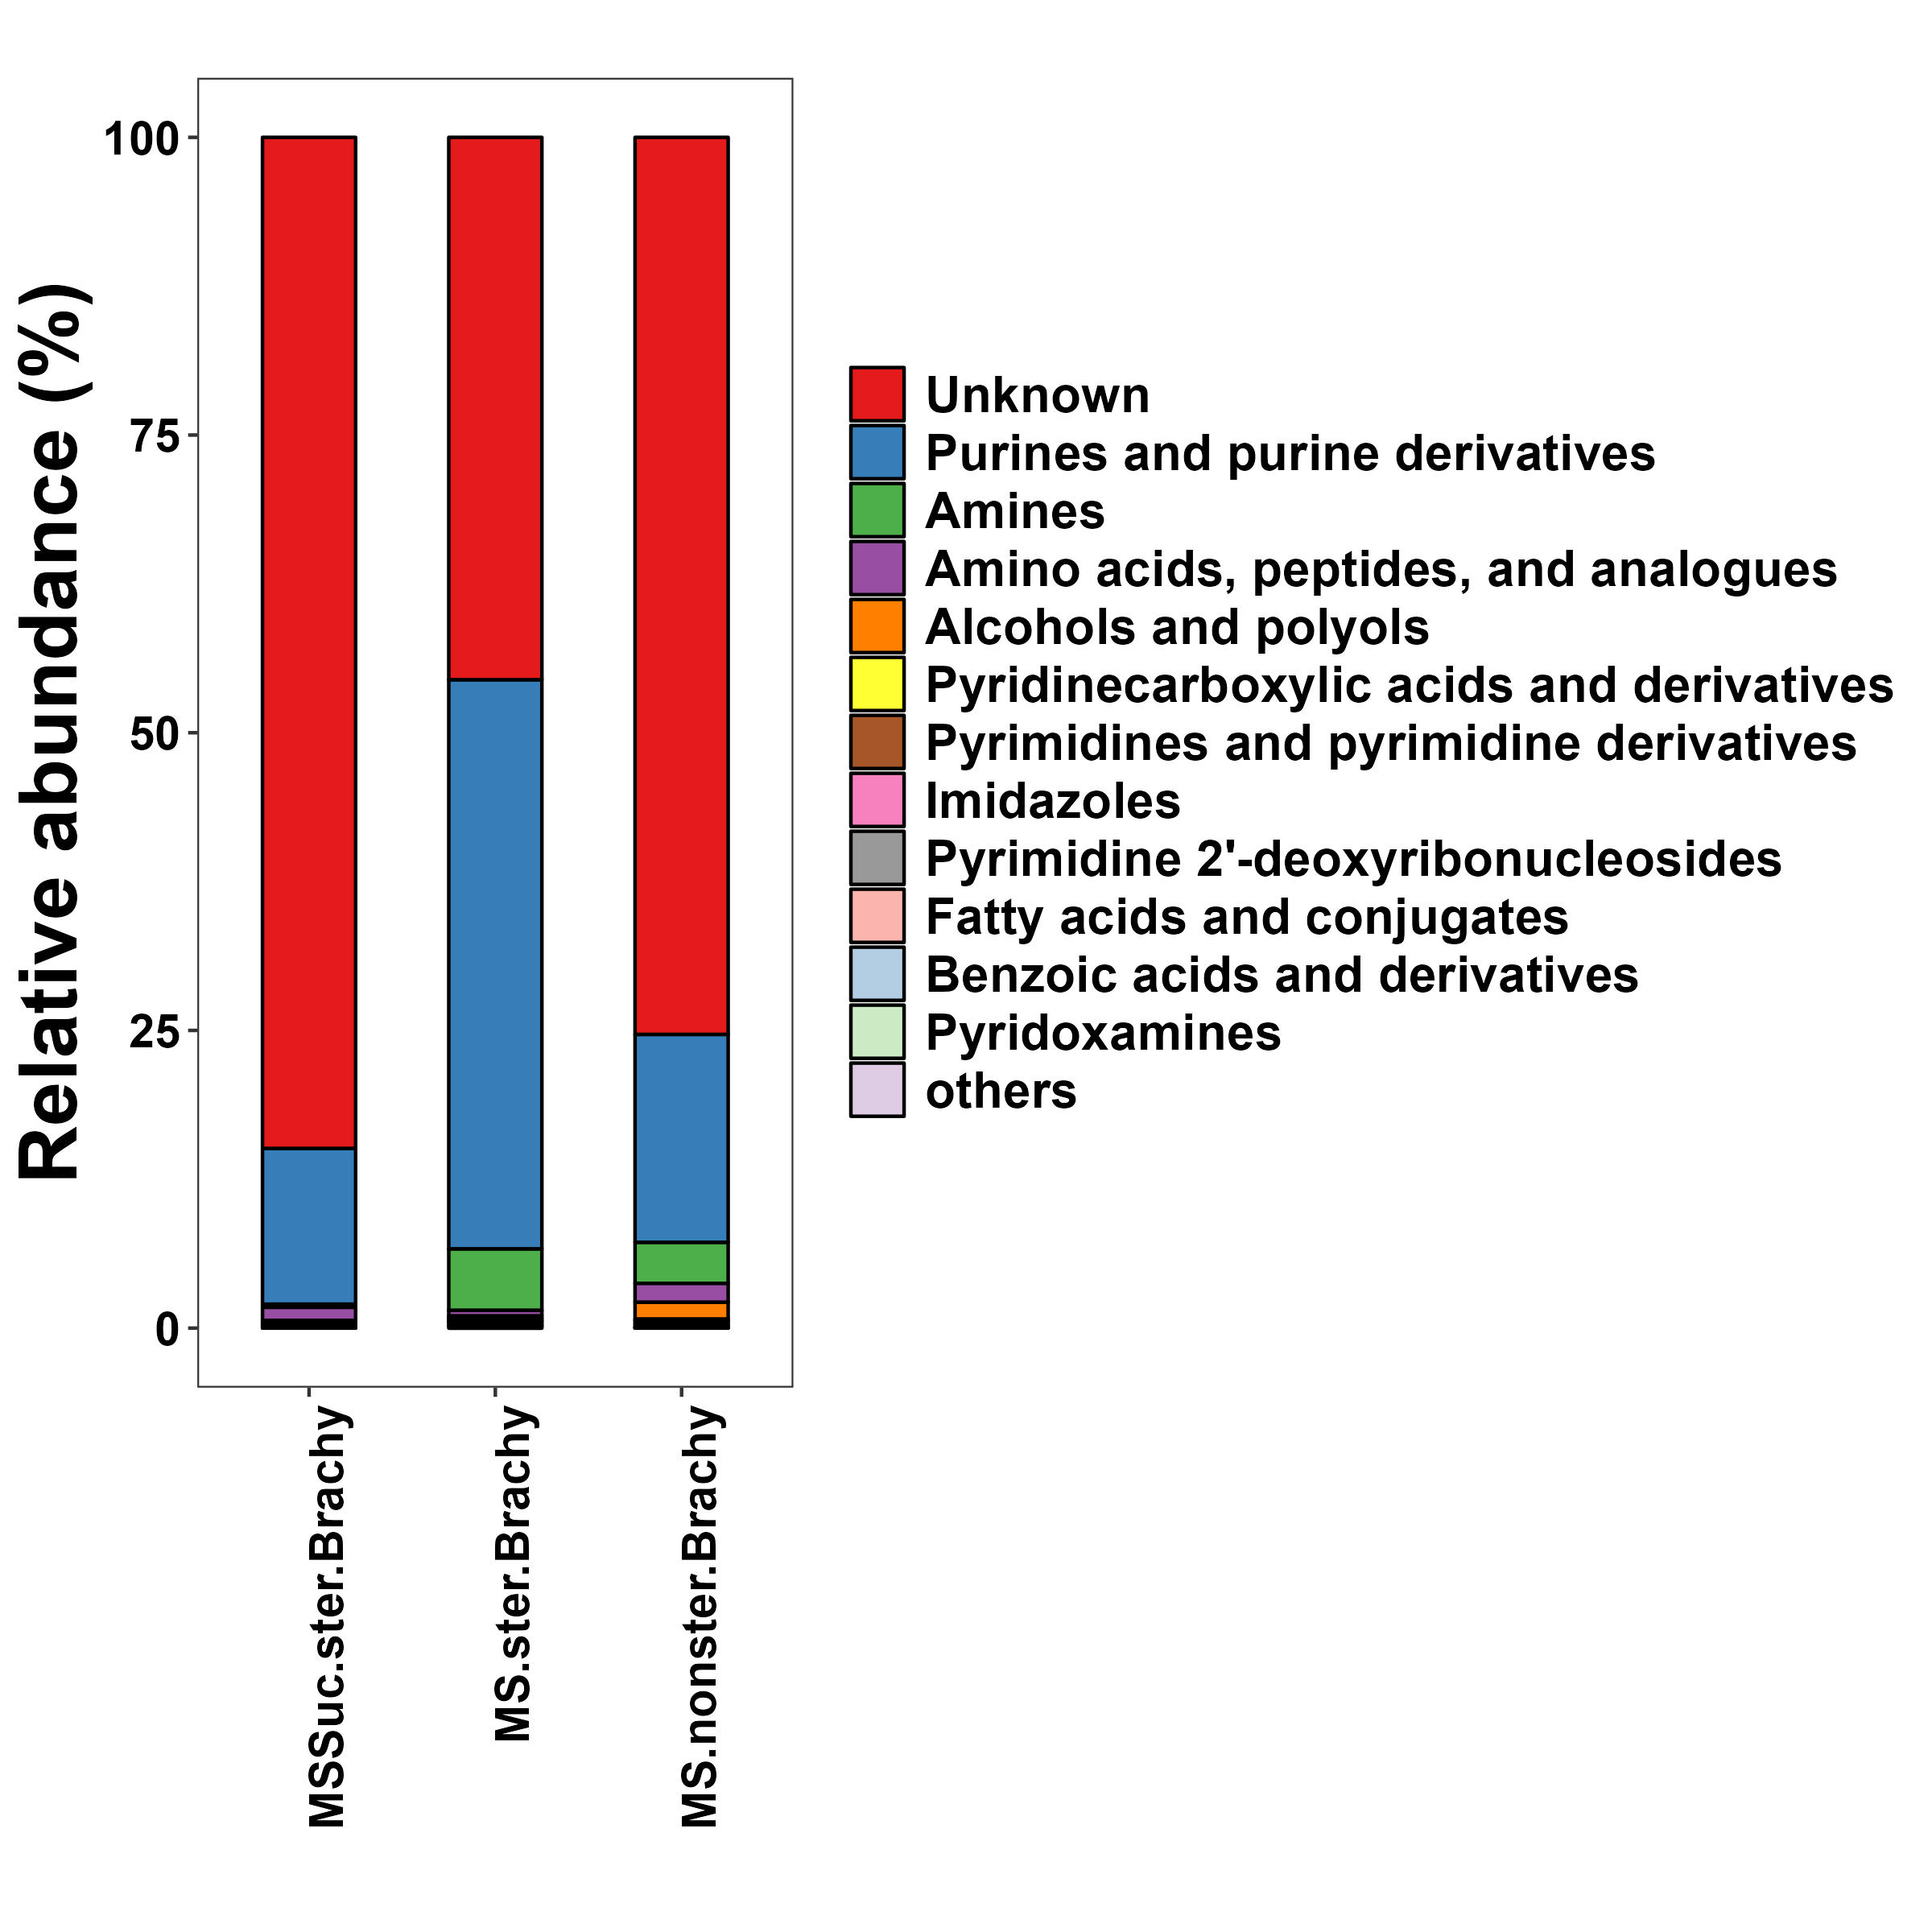 Relative abundance (%)
100
75
50
25
0
MSSuc.ster.Brachy
MS.ster.Brachy
MS.nonster.Brachy
Unknown
Purines and purine derivatives
Amines
Amino acids, peptides, and analogues
Alcohols and polyols
Pyridinecarboxylic acids and derivatives
Pyrimidines and pyrimidine derivatives
Imidazoles
Pyrimidine 2'-deoxyribonucleosides
Fatty acids and conjugates
Benzoic acids and derivatives
Pyridoxamines
others